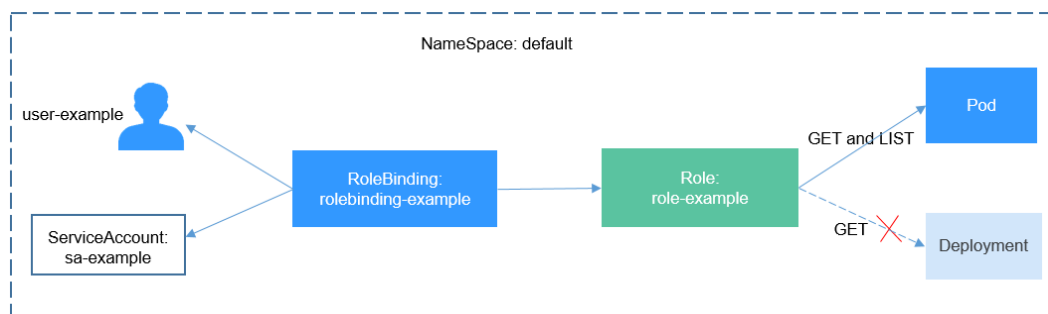 NameSpace: default
user-example
Pod
GET and LIST
RoleBinding:
rolebinding-example
Role:
role-example
ServiceAccount:
sa-example
GET
Deployment